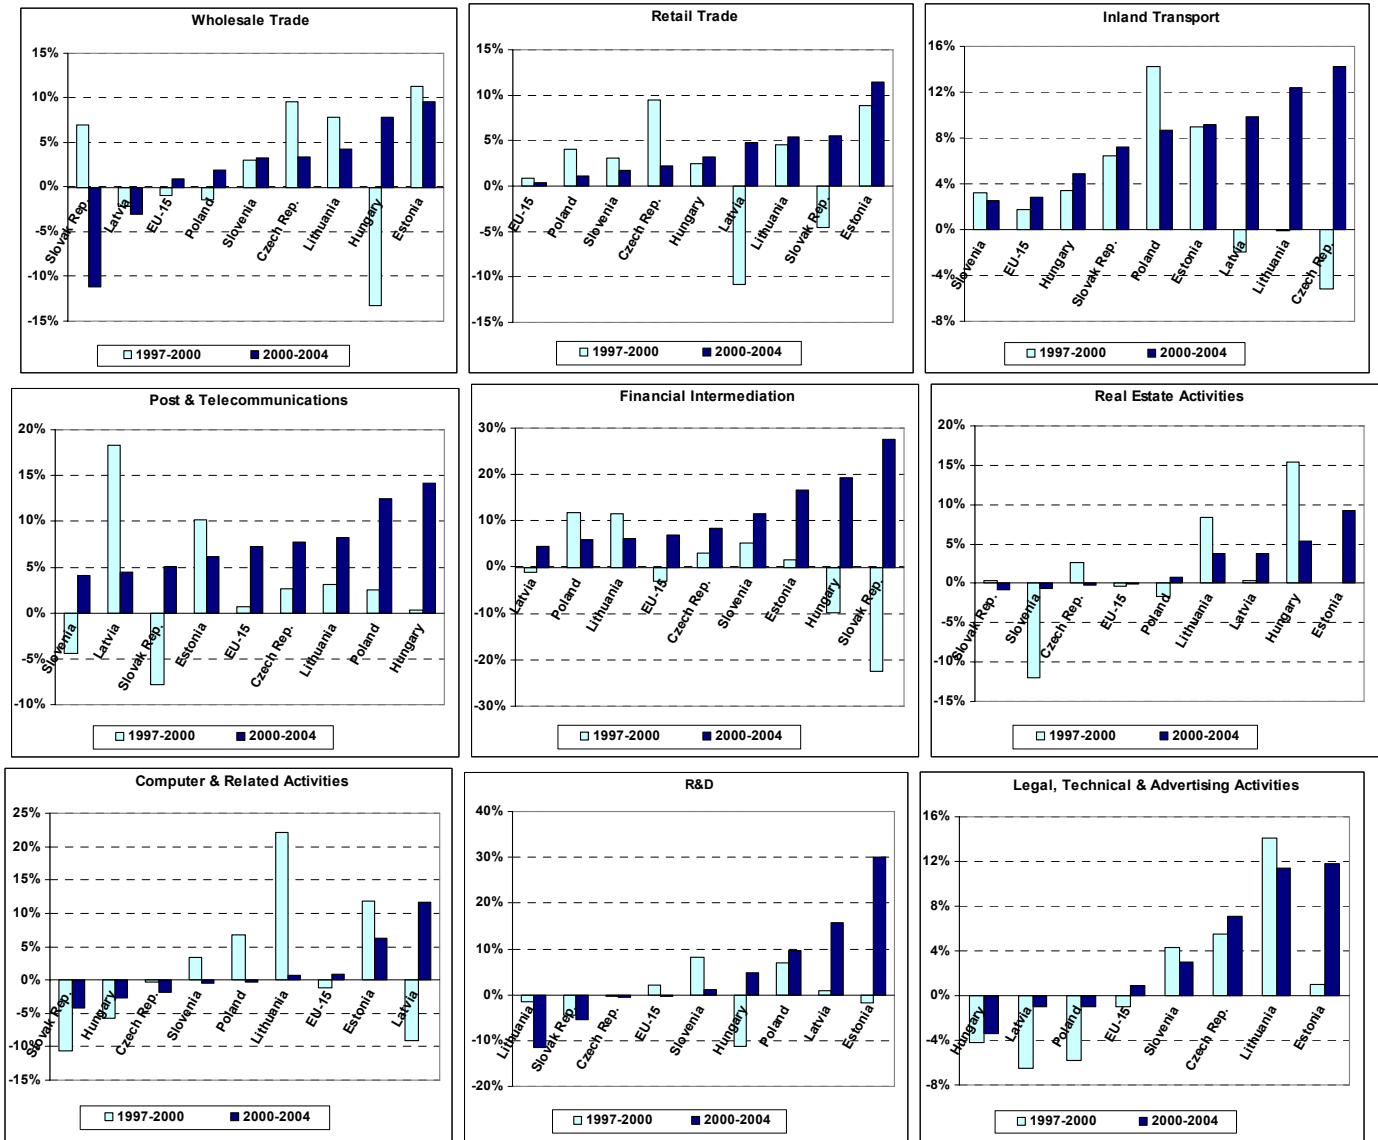 Wholesale Trade
15%
10%
5%
0%
-5%
-10%
-15%
Slovak Rep.
Latvia
EU-15
Poland
Slovenia
Czech Rep.
Lithuania
Hungary
Estonia
1997-2000 2000-2004
Retail Trade
15%
10%
5%
0%
-5%
-10%
-15%
EU-15
Poland
Slovenia
Czech Rep.
Hungary
Latvia
Lithuania
Slovak Rep.
Estonia
1997-2000 2000-2004
Inland Transport
16%
12%
8%
4%
0%
-4%
-8%
Slovenia
EU-15
Hungary
Slovak Rep.
Poland
Estonia
Latvia
Lithuania
Czech Rep.
1997-2000 2000-2004
Post & Telecommunications
20%
15%
10%
5%
0%
-5%
-10%
Slovenia
Latvia
Slovak Rep.
Estonia
EU-15
Czech Rep.
Lithuania
Poland
Hungary
1997-2000 2000-2004
Financial Intermediation
30%
20%
10%
0%
-10%
-20%
-30%
Latvia
Poland
Lithuania
EU-15
Czech Rep.
Slovenia
Estonia
Hungary
Slovak Rep.
1997-2000 2000-2004
Real Estate Activities
20%
15%
10%
5%
0%
-5%
-10%
-15%
Slovak Rep.
Slovenia
Czech Rep.
EU-15
Poland
Lithuania
Latvia
Hungary
Estonia
1997-2000 2000-2004
Computer & Related Activities
25%
20%
15%
10%
5%
0%
-5%
-10%
-15%
Slovak Rep.
Hungary
Czech Rep.
Slovenia
Poland
Lithuania
EU-15
Estonia
Latvia
1997-2000 2000-2004
R&D
40%
30%
20%
10%
0%
-10%
-20%
Lithuania
Slovak Rep.
Czech Rep.
EU-15
Slovenia
Hungary
Poland
Latvia
Estonia
1997-2000 2000-2004
Legal, Technical & Advertising Activities
16%
12%
8%
4%
0%
-4%
-8%
Hungary
Latvia
Poland
EU-15
Slovenia
Czech Rep.
Lithuania
Estonia
1997-2000 2000-2004